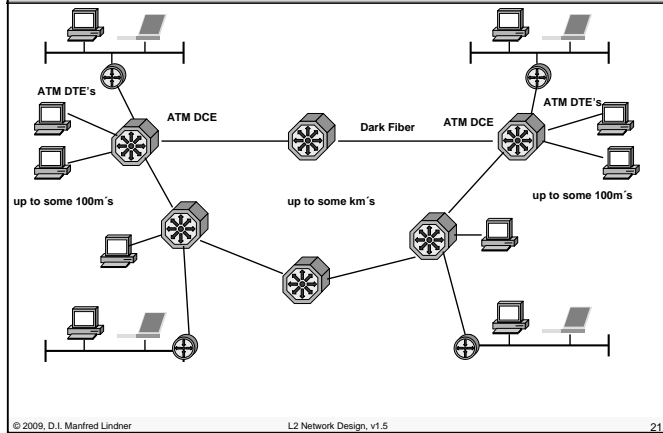 ATM DTE's
ATM DCE
Dark Fiber
ATM DCE
ATM DTE's
up to some 100m´s
up to some km´s
up to some 100m´s
© 2009, D.I. Manfred Lindner
L2 Network Design, v1.5
21